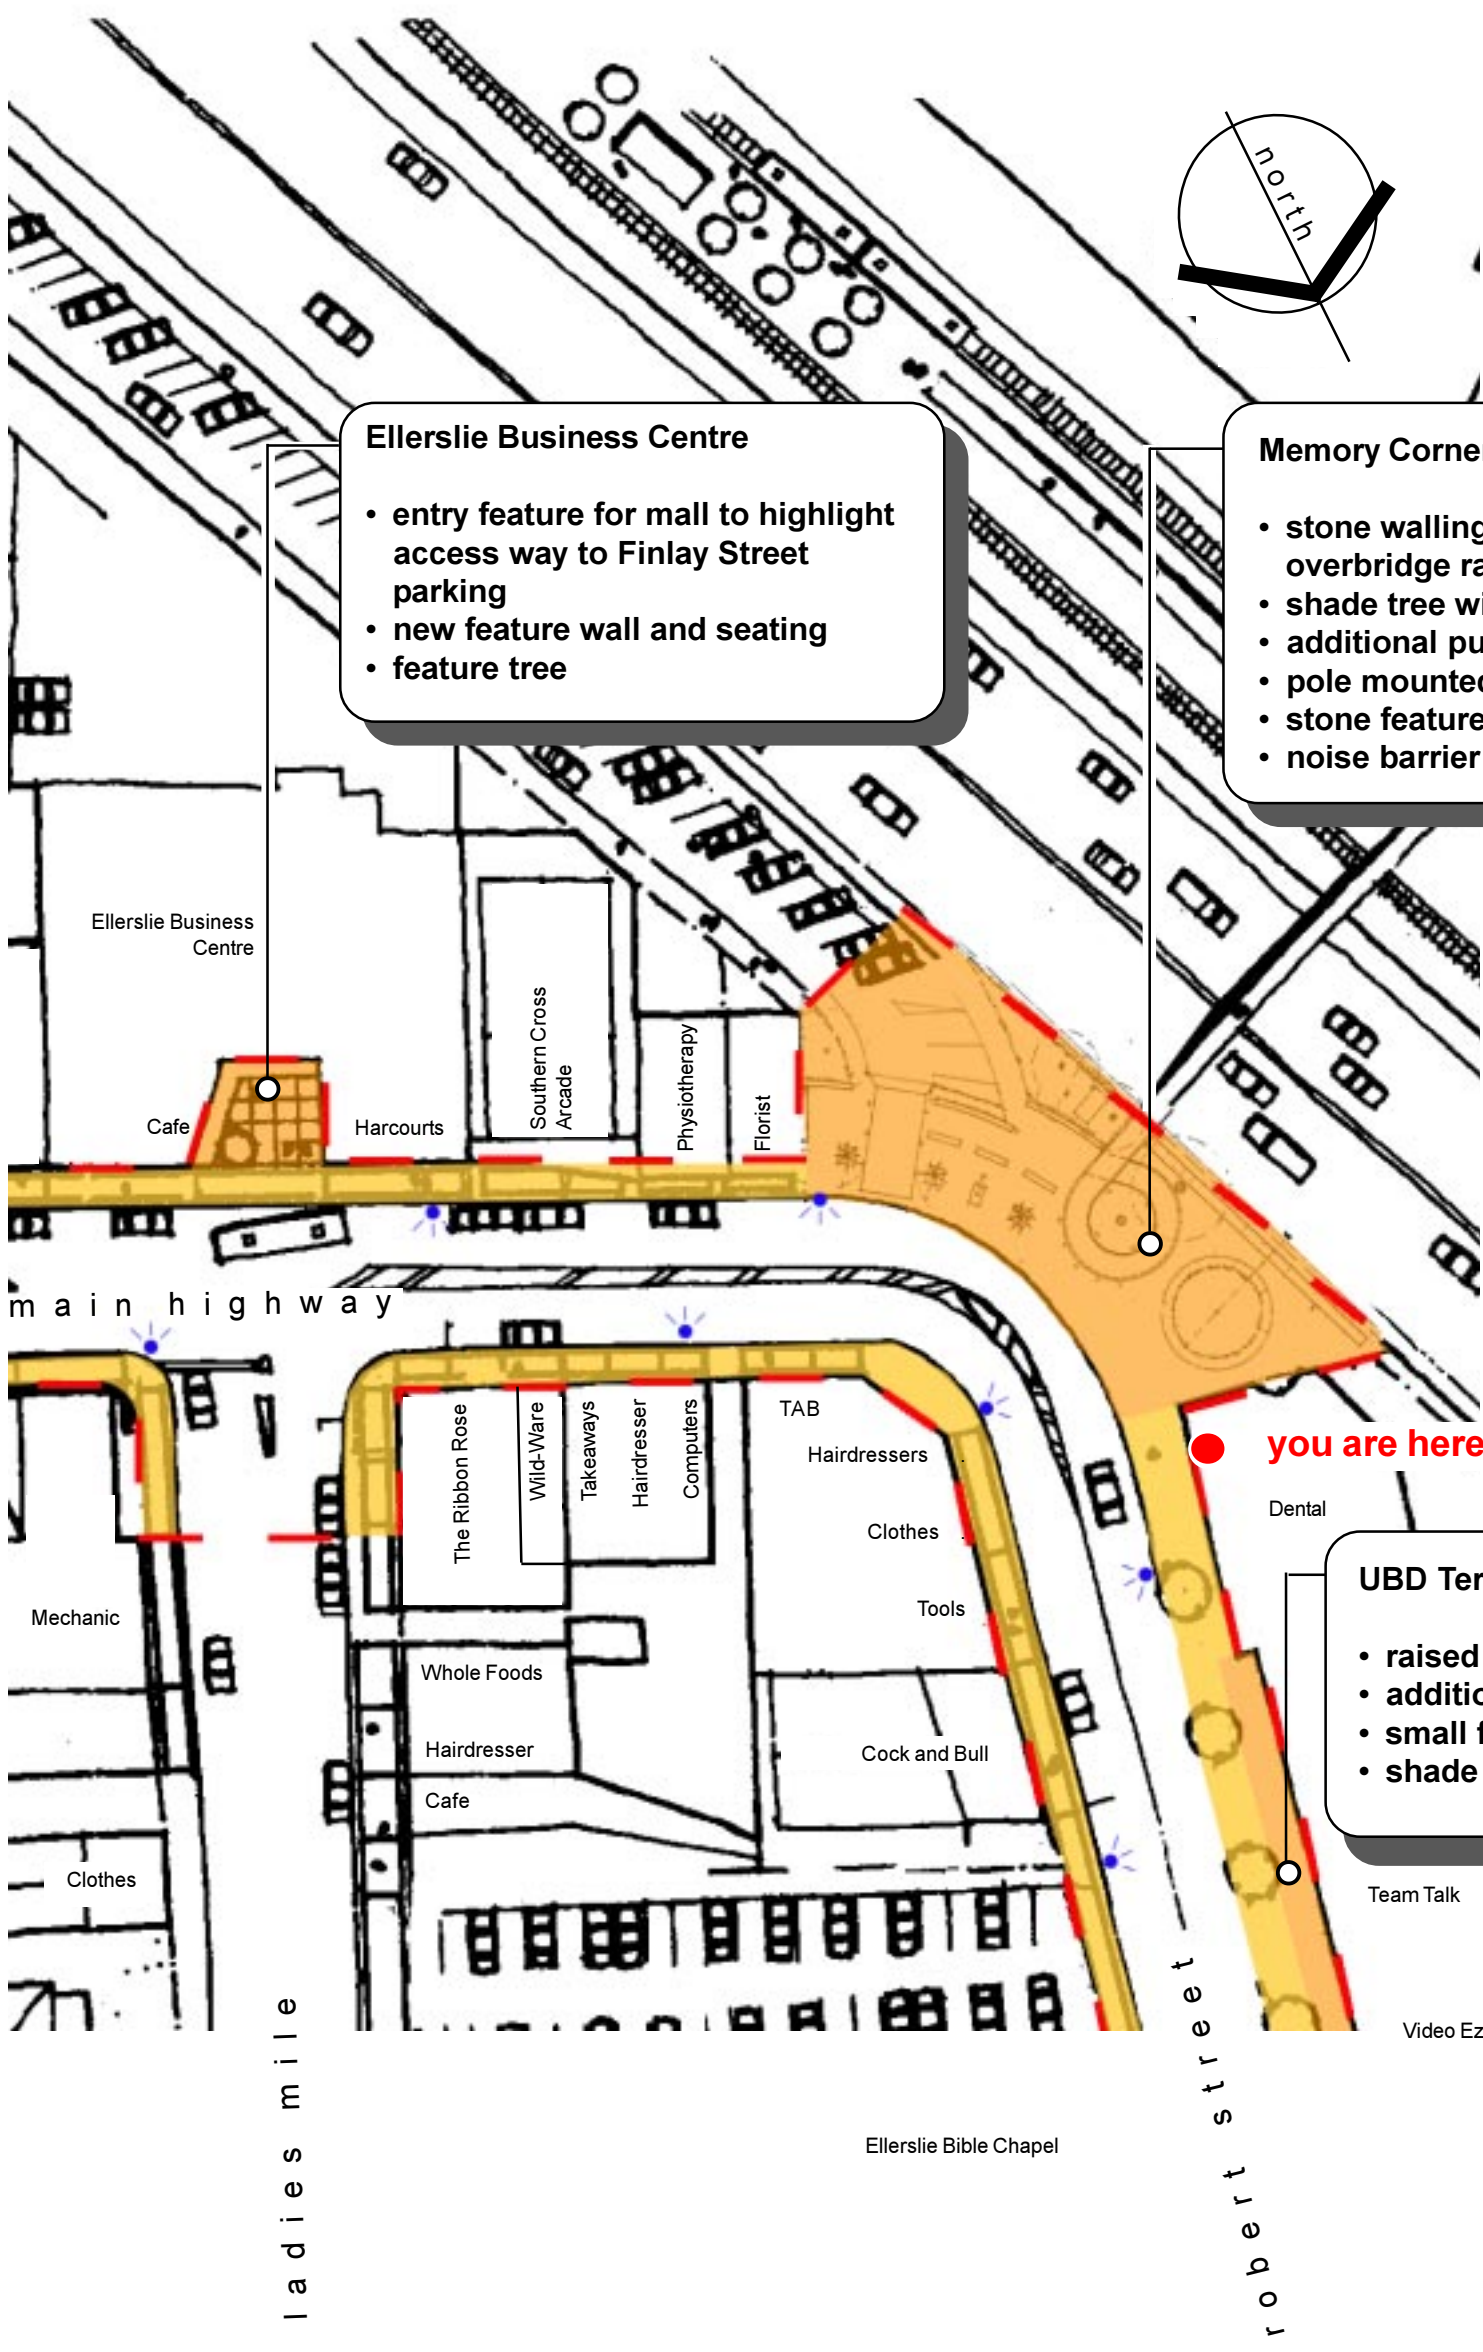 north
Ellerslie Business Centre
• entry feature for mall to highlight
access way to Finlay Street
parking
• new feature wall and seating
• feature tree
Memory Corner
• stone walling
overbridge ra
• shade tree wi
• additional pu
• pole mounted
• stone feature
• noise barrier
Ellerslie Business
Centre
Cafe
Harcourts
Southern Cross
Arcade
Physiotherapy
Florist
main highway
The Ribbon Rose
Wild-Ware
Takeaways
Hairdresser
Computers
TAB
Hairdressers
Clothes
Tools
you are here
Dental
UBD Ter
• raised
• additio
• small f
• shade
Mechanic
Whole Foods
Hairdresser
Cafe
Cock and Bull
Clothes
Team Talk
Video Ez
ladies mile
robert street
Ellerslie Bible Chapel